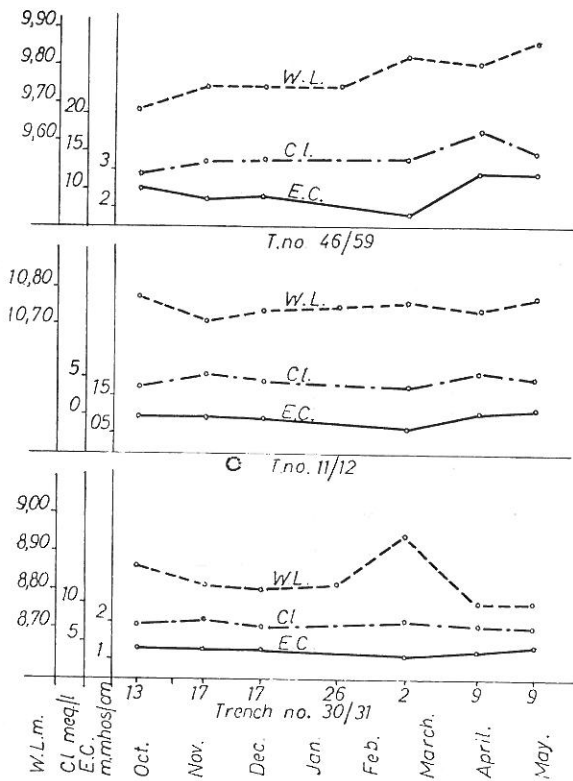 9,90
9,80
9,70
9,60
20
15
10
3
2
W.L.
Cl.
E.C.
T.no 46/59
10,80
10,70
5
0
15
05
W.L.
Cl.
E.C.
T.no. 11/12
9,00
8,90
8,80
8,70
10
5
2
1
W.L.
Cl
E C
13 17 17 26 2 9 9
Trench no. 30/31
W.L.m.
Cl meq/l
E.C.
m.mhos/cm
Oct.
Nov.
Dec.
Jan.
Feb.
March.
April.
May.